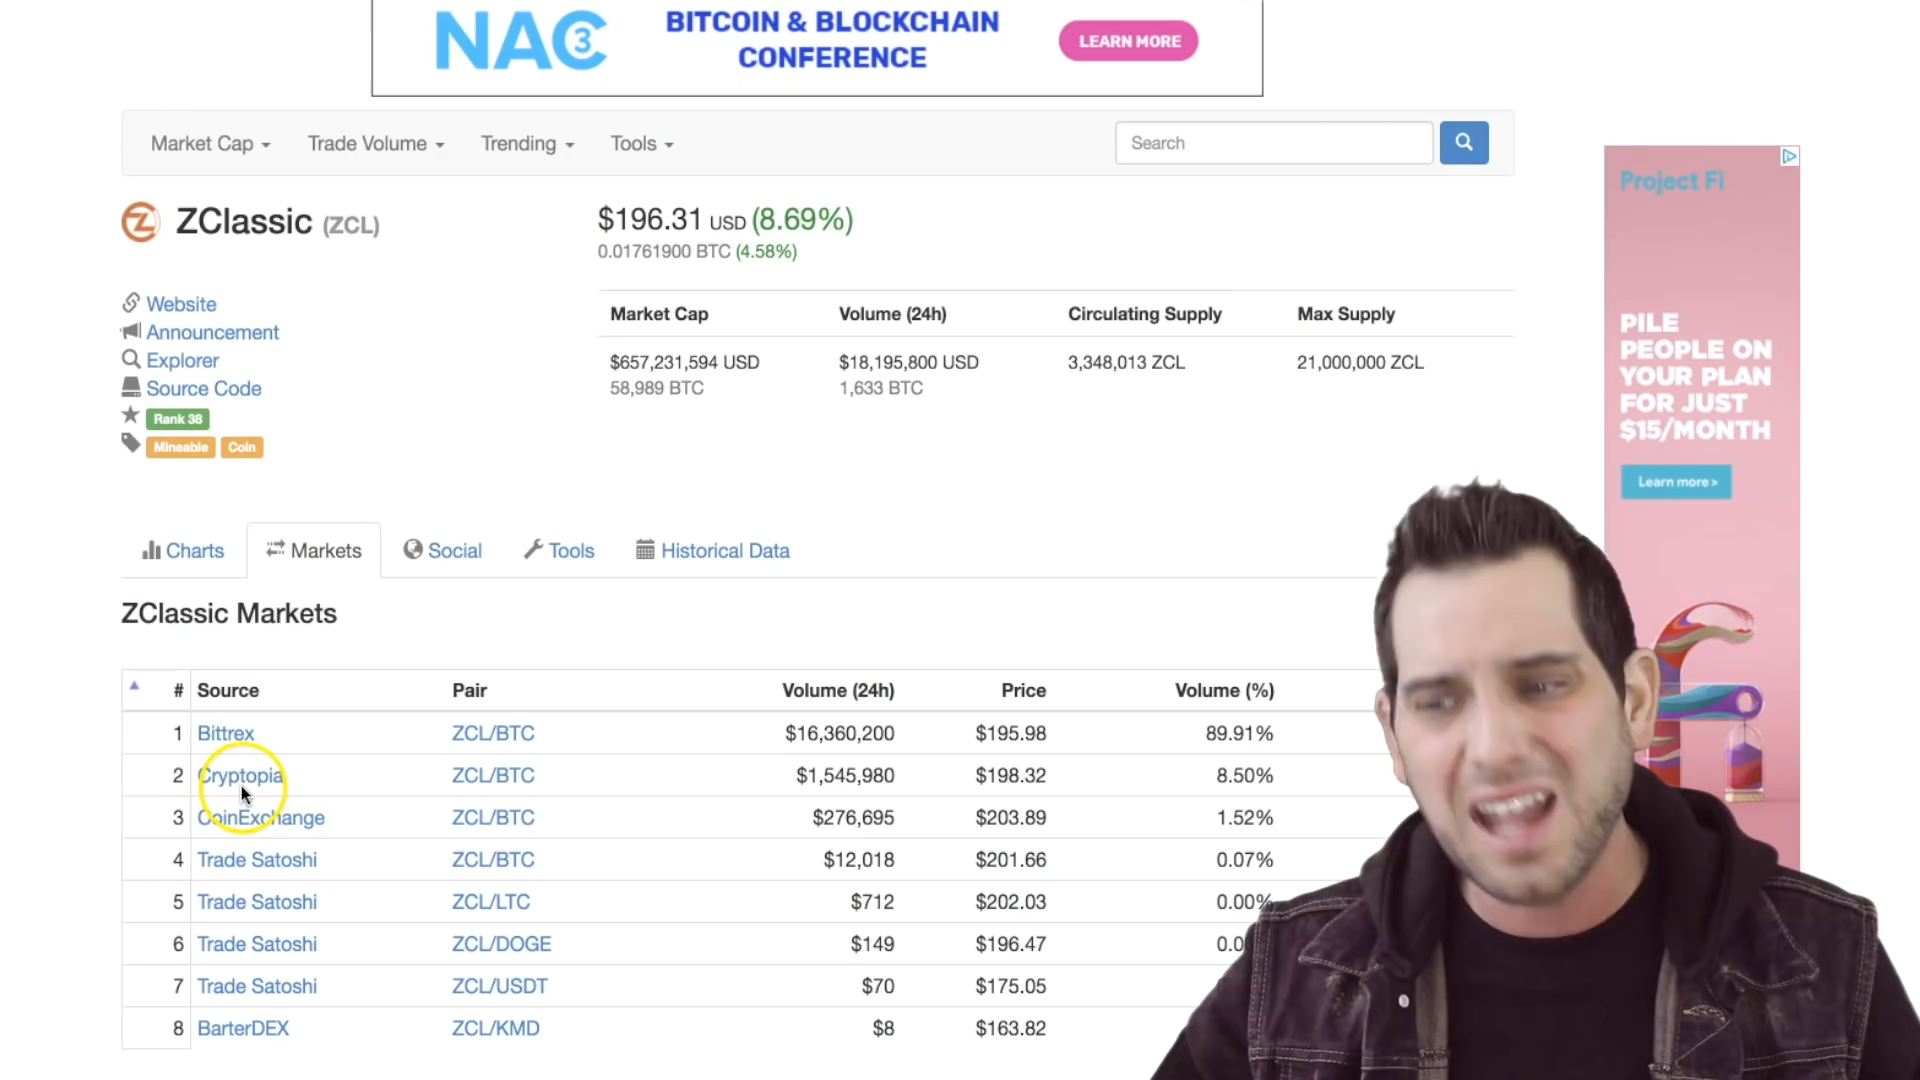 NAC3
BITCOIN & BLOCKCHAIN
CONFERENCE
LEARN MORE
Market Cap
Trade Volume
Trending
Tools
Search
Project Fi
ZClassic (ZCL)
$196.31 USD (8.69%)
0.01761900 BTC (4.58%)
Website
Announcement
Explorer
Source Code
Rank 38
Mineable Coin
Market Cap Volume (24h) Circulating Supply Max Supply
$657,231,594 USD $18,195,800 USD 3,348,013 ZCL 21,000,000 ZCL
58,989 BTC 1,633 BTC
PILE
PEOPLE ON
YOUR PLAN
FOR JUST
$15/MONTH
Learn more >
Charts Markets Social Tools Historical Data
ZClassic Markets
# Source Pair Volume (24h) Price Volume (%)
1 Bittrex ZCL/BTC $16,360,200 $195.98 89.91%
2 Cryptopia ZCL/BTC $1,545,980 $198.32 8.50%
3 CoinExchange ZCL/BTC $276,695 $203.89 1.52%
4 Trade Satoshi ZCL/BTC $12,018 $201.66 0.07%
5 Trade Satoshi ZCL/LTC $712 $202.03 0.00%
6 Trade Satoshi ZCL/DOGE $149 $196.47 0.0
7 Trade Satoshi ZCL/USDT $70 $175.05
8 BarterDEX ZCL/KMD $8 $163.82